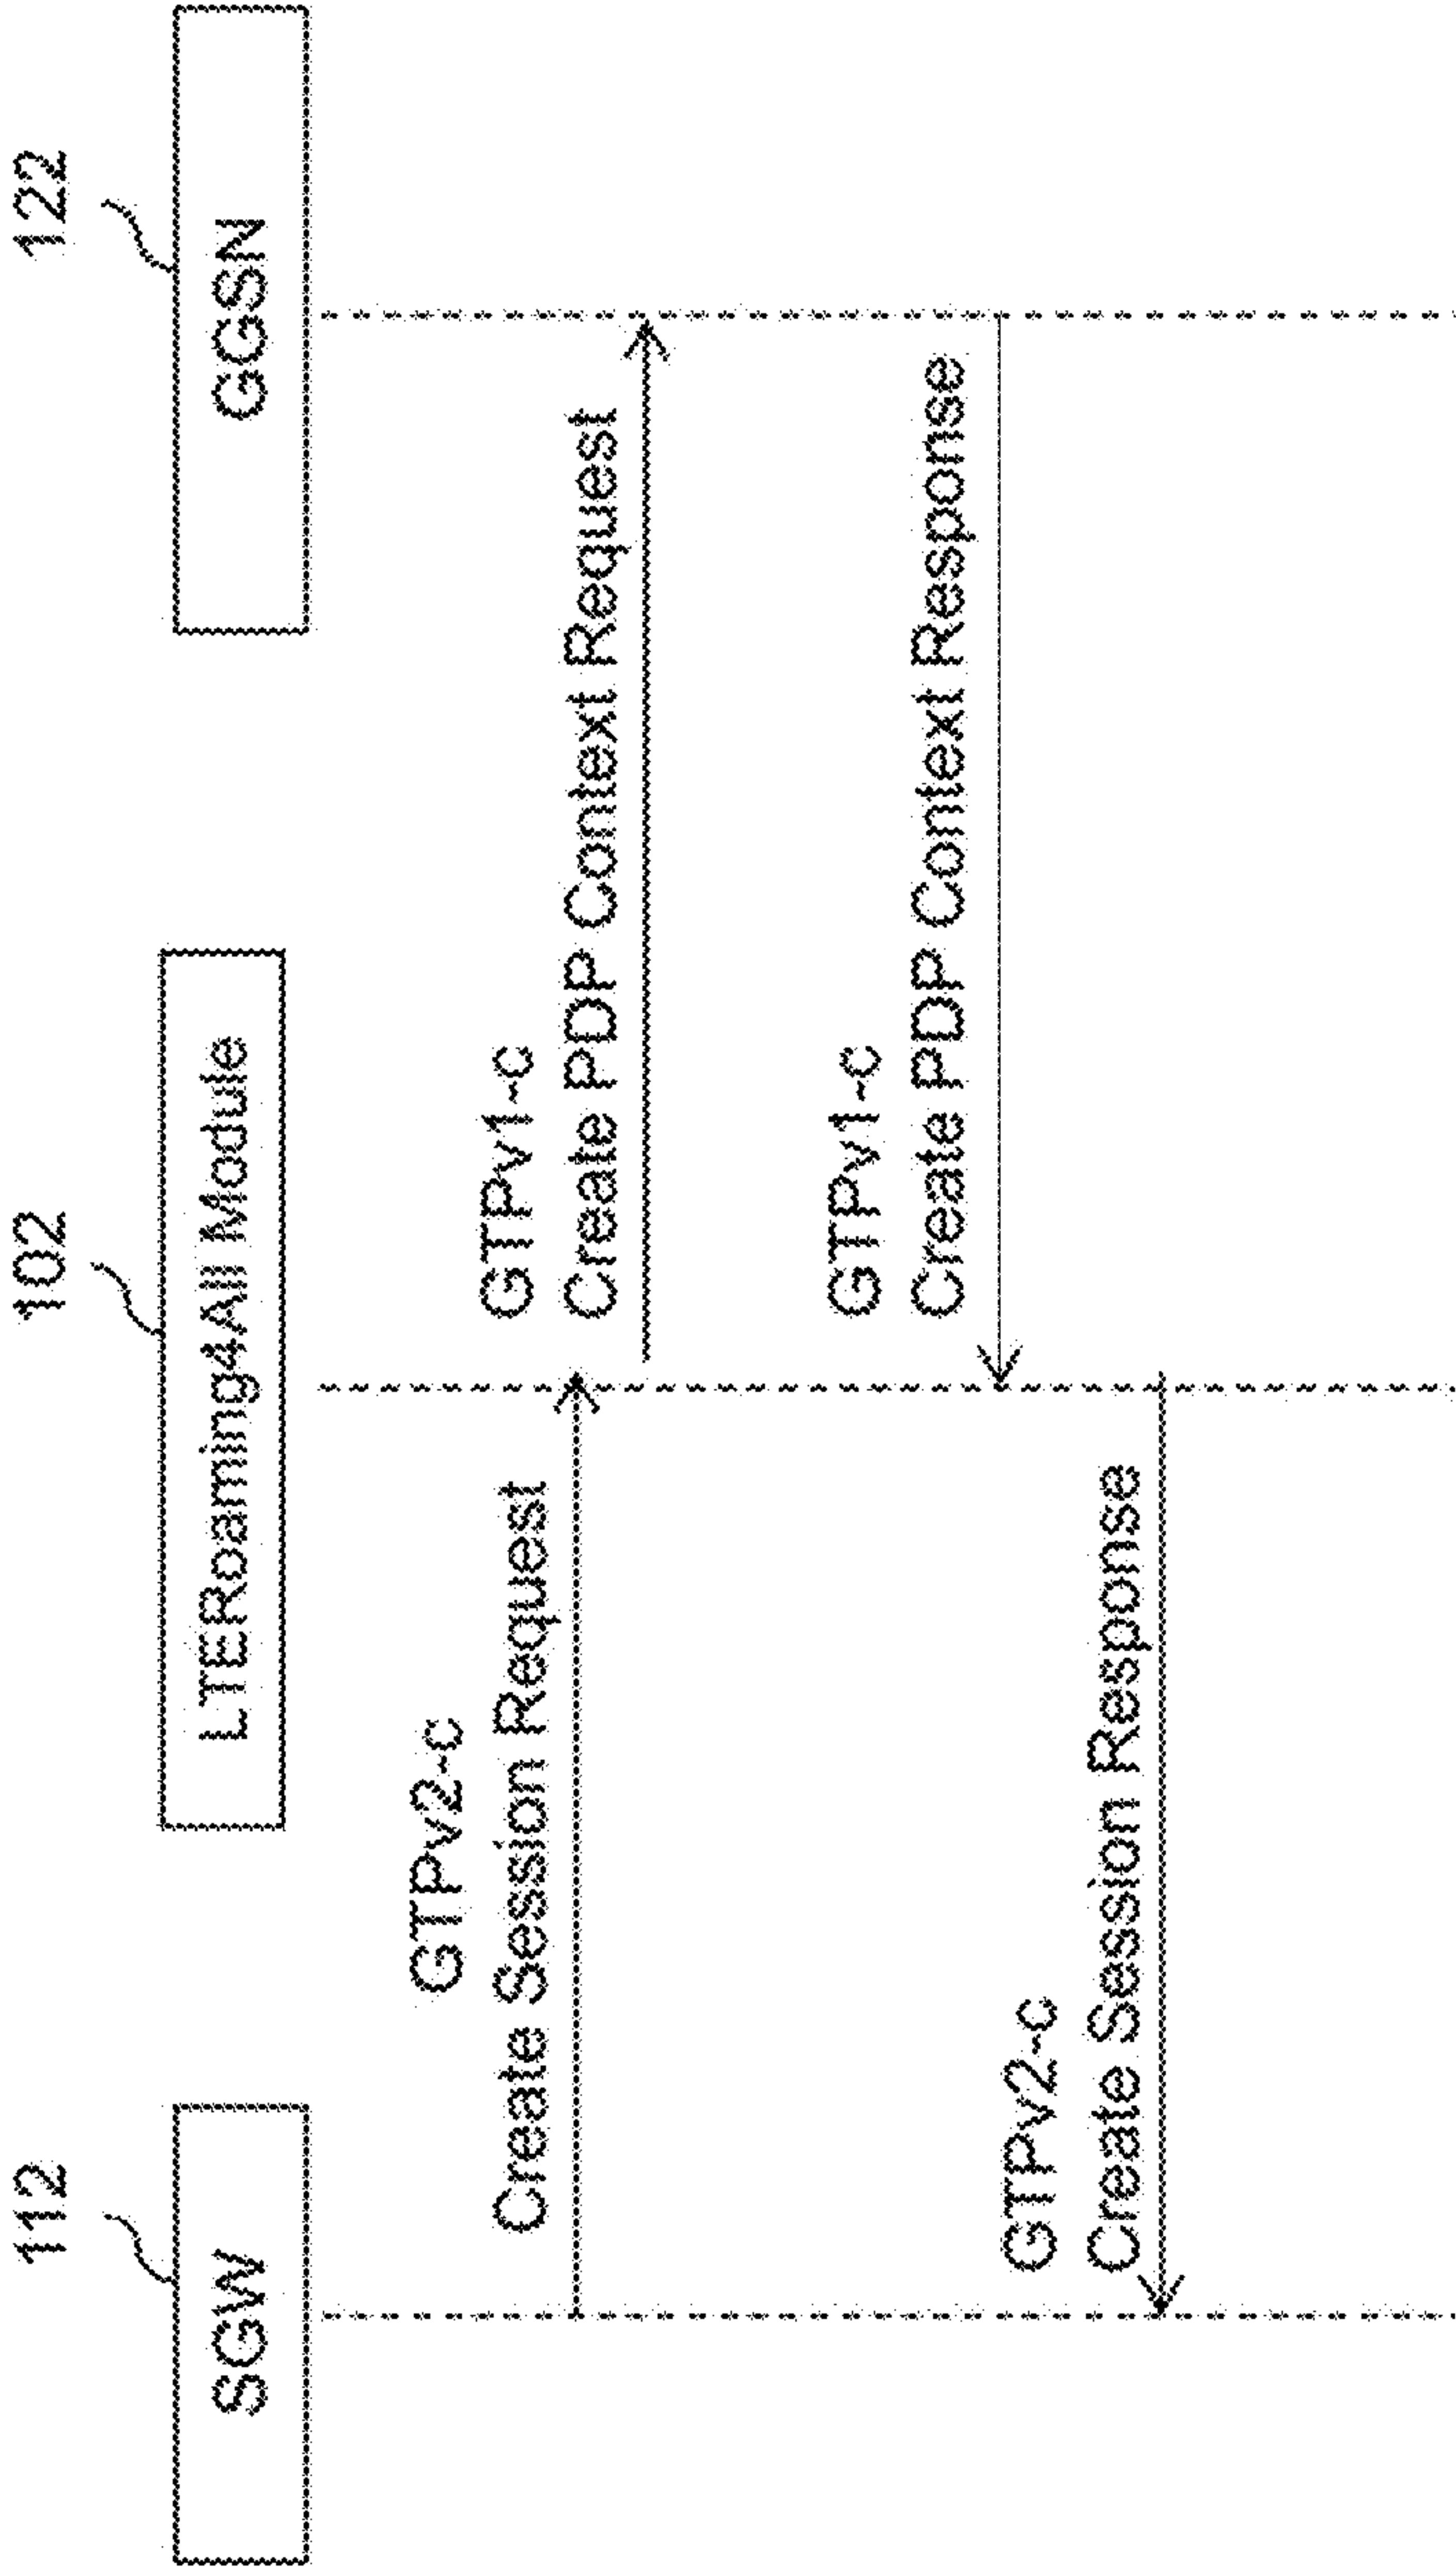 112
102
122
SGW
LTERoaming4All Module
GGSN
GTPv2-c
Create Session Request
GTPv1-c
Create PDP Context Request
GTPv1-c
Create PDP Context Response
GTPv2-c
Create Session Response